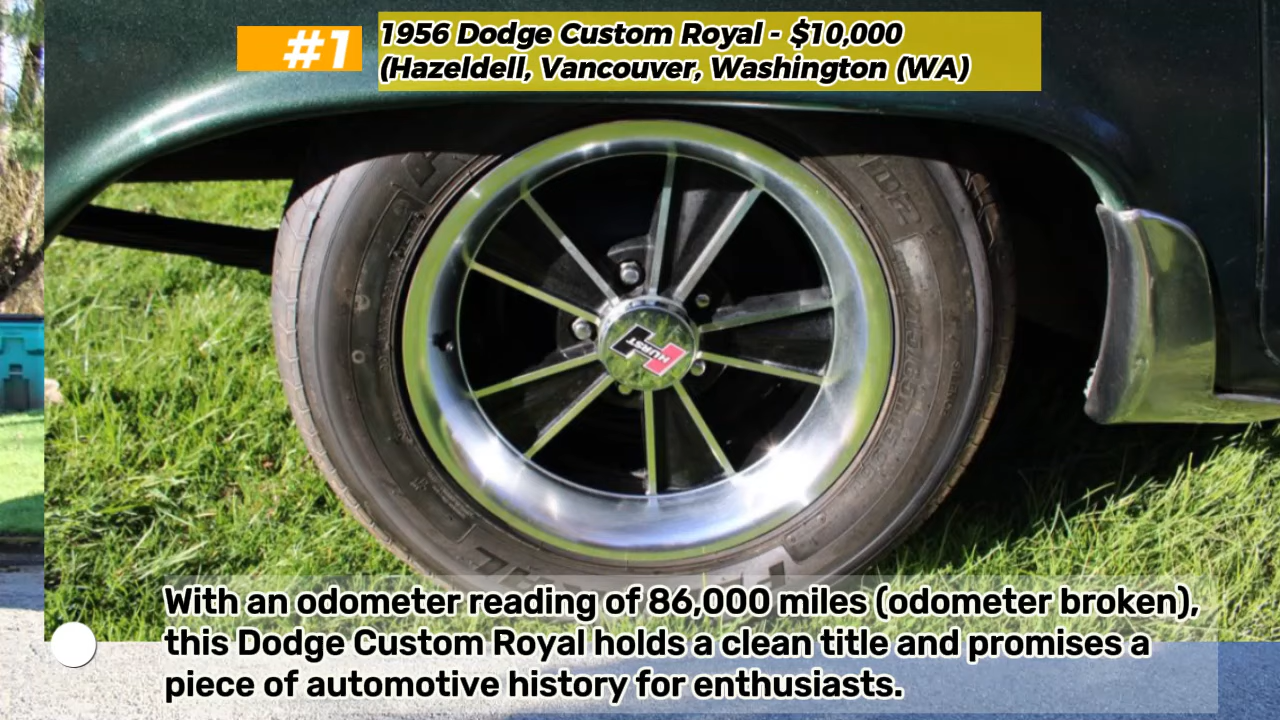 #1
1956 Dodge Custom Royal - $10,000
(Hazeldell, Vancouver, Washington (WA)
HURST
With an odometer reading of 86,000 miles (odometer broken),
this Dodge Custom Royal holds a clean title and promises a
piece of automotive history for enthusiasts.